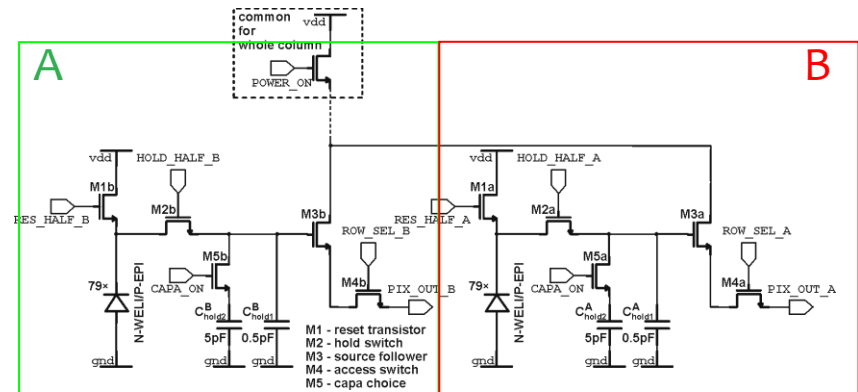 common
for
whole column
vdd
POWER_ON
A
B
vdd
HOLD_HALF_B
M1b
RES_HALF_B
M2b
M3b
ROW_SEL_B
M5b
CAPA_ON
M4b
PIX_OUT_B
79×
N-WELL/P-EPI
C^B_hold2
5pF
C^B_hold1
0.5pF
gnd
gnd
M1 - reset transistor
M2 - hold switch
M3 - source follower
M4 - access switch
M5 - capa choice
vdd
HOLD_HALF_A
M1a
RES_HALF_A
M2a
M3a
ROW_SEL_A
M5a
CAPA_ON
M4a
PIX_OUT_A
79×
N-WELL/P-EPI
C^A_hold2
5pF
C^A_hold1
0.5pF
gnd
gnd